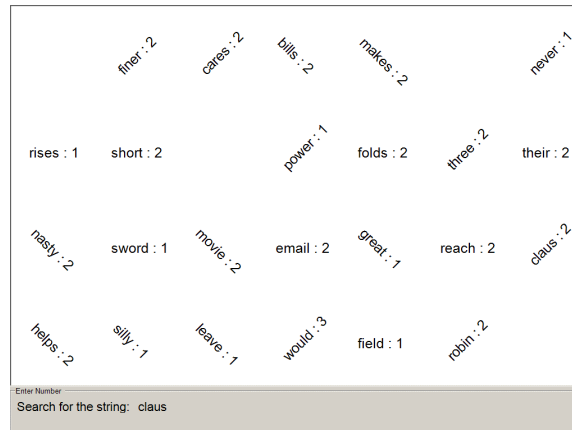 finer : 2 cares : 2 bills : 2 makes : 2 never : 1
rises : 1 short : 2 power : 1 folds : 2 three : 2 their : 2
nasty : 2 sword : 1 movie : 2 email : 2 great : 1 reach : 2 claus : 2
helps : 2 silly : 1 leave : 1 would : 3 field : 1 robin : 2
Enter Number
Search for the string: claus